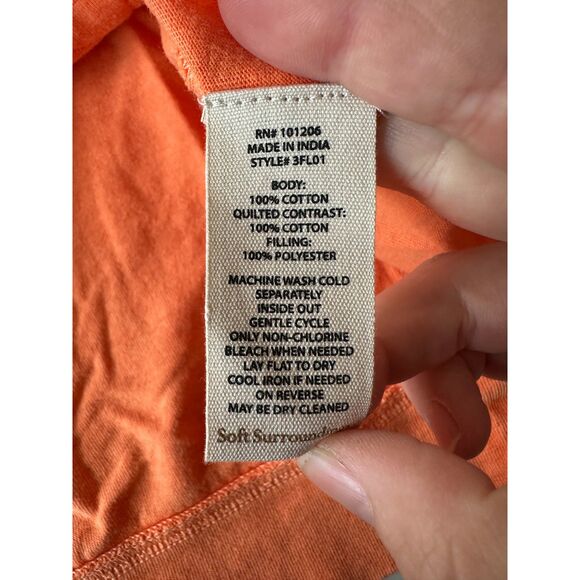 RN# 101206
MADE IN INDIA
STYLE# 3FL01
BODY:
100% COTTON
QUILTED CONTRAST:
100% COTTON
FILLING:
100% POLYESTER
MACHINE WASH COLD
SEPARATELY
INSIDE OUT
GENTLE CYCLE
ONLY NON-CHLORINE
BLEACH WHEN NEEDED
LAY FLAT TO DRY
COOL IRON IF NEEDED
ON REVERSE
MAY BE DRY CLEANED
Soft